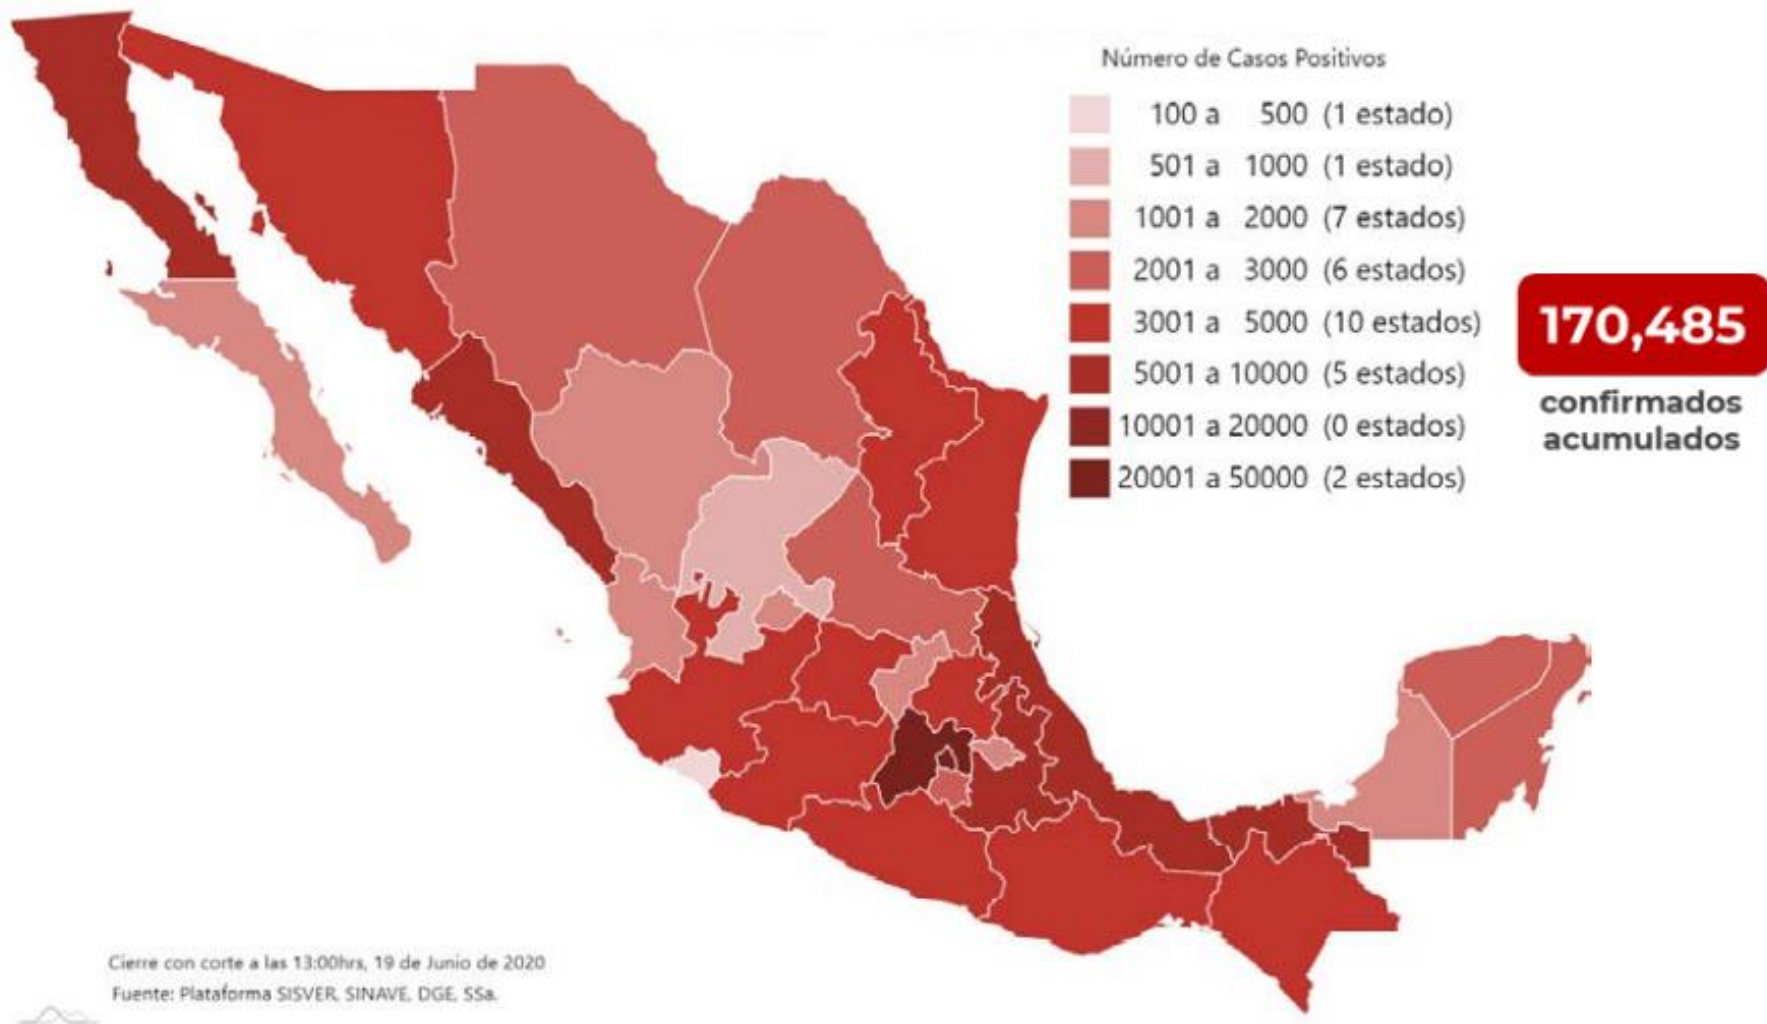 Número de Casos Positivos
100 a 500 (1 estado)
501 a 1000 (1 estado)
1001 a 2000 (7 estados)
2001 a 3000 (6 estados)
3001 a 5000 (10 estados)
5001 a 10000 (5 estados)
10001 a 20000 (0 estados)
20001 a 50000 (2 estados)
170,485
confirmados
acumulados
Cierre con corte a las 13:00hrs, 19 de Junio de 2020
Fuente: Plataforma SISVER, SINAVE, DGE, SSa.